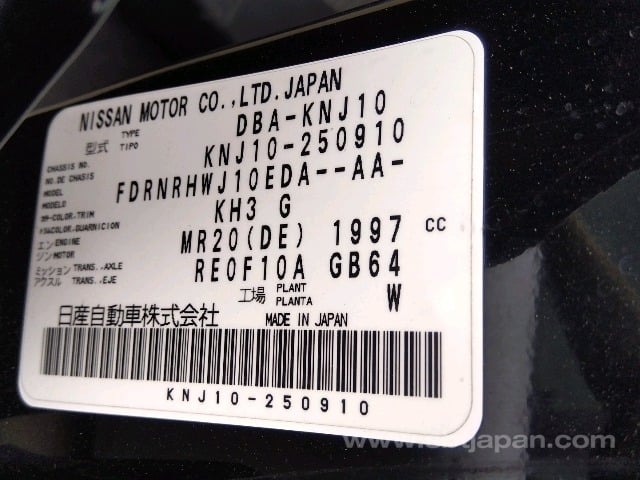 NISSAN MOTOR CO.,LTD.JAPAN
型式 TYPE TIPO DBA-KNJ10
CHASSIS NO. NO.DE CHASIS KNJ10-250910
MODEL MODELO FDRNRHWJ10EDA--AA-
COLOR.TRIM COLOR.GUARNICION KH3 G
エンジン ENGINE MOTOR MR20(DE) 1997 cc
ミッション アクスル TRANS..AXLE TRANS..EJE RE0F10A GB64
工場 PLANT PLANTA W
日産自動車株式会社 MADE IN JAPAN
KNJ10-250910
japan.com